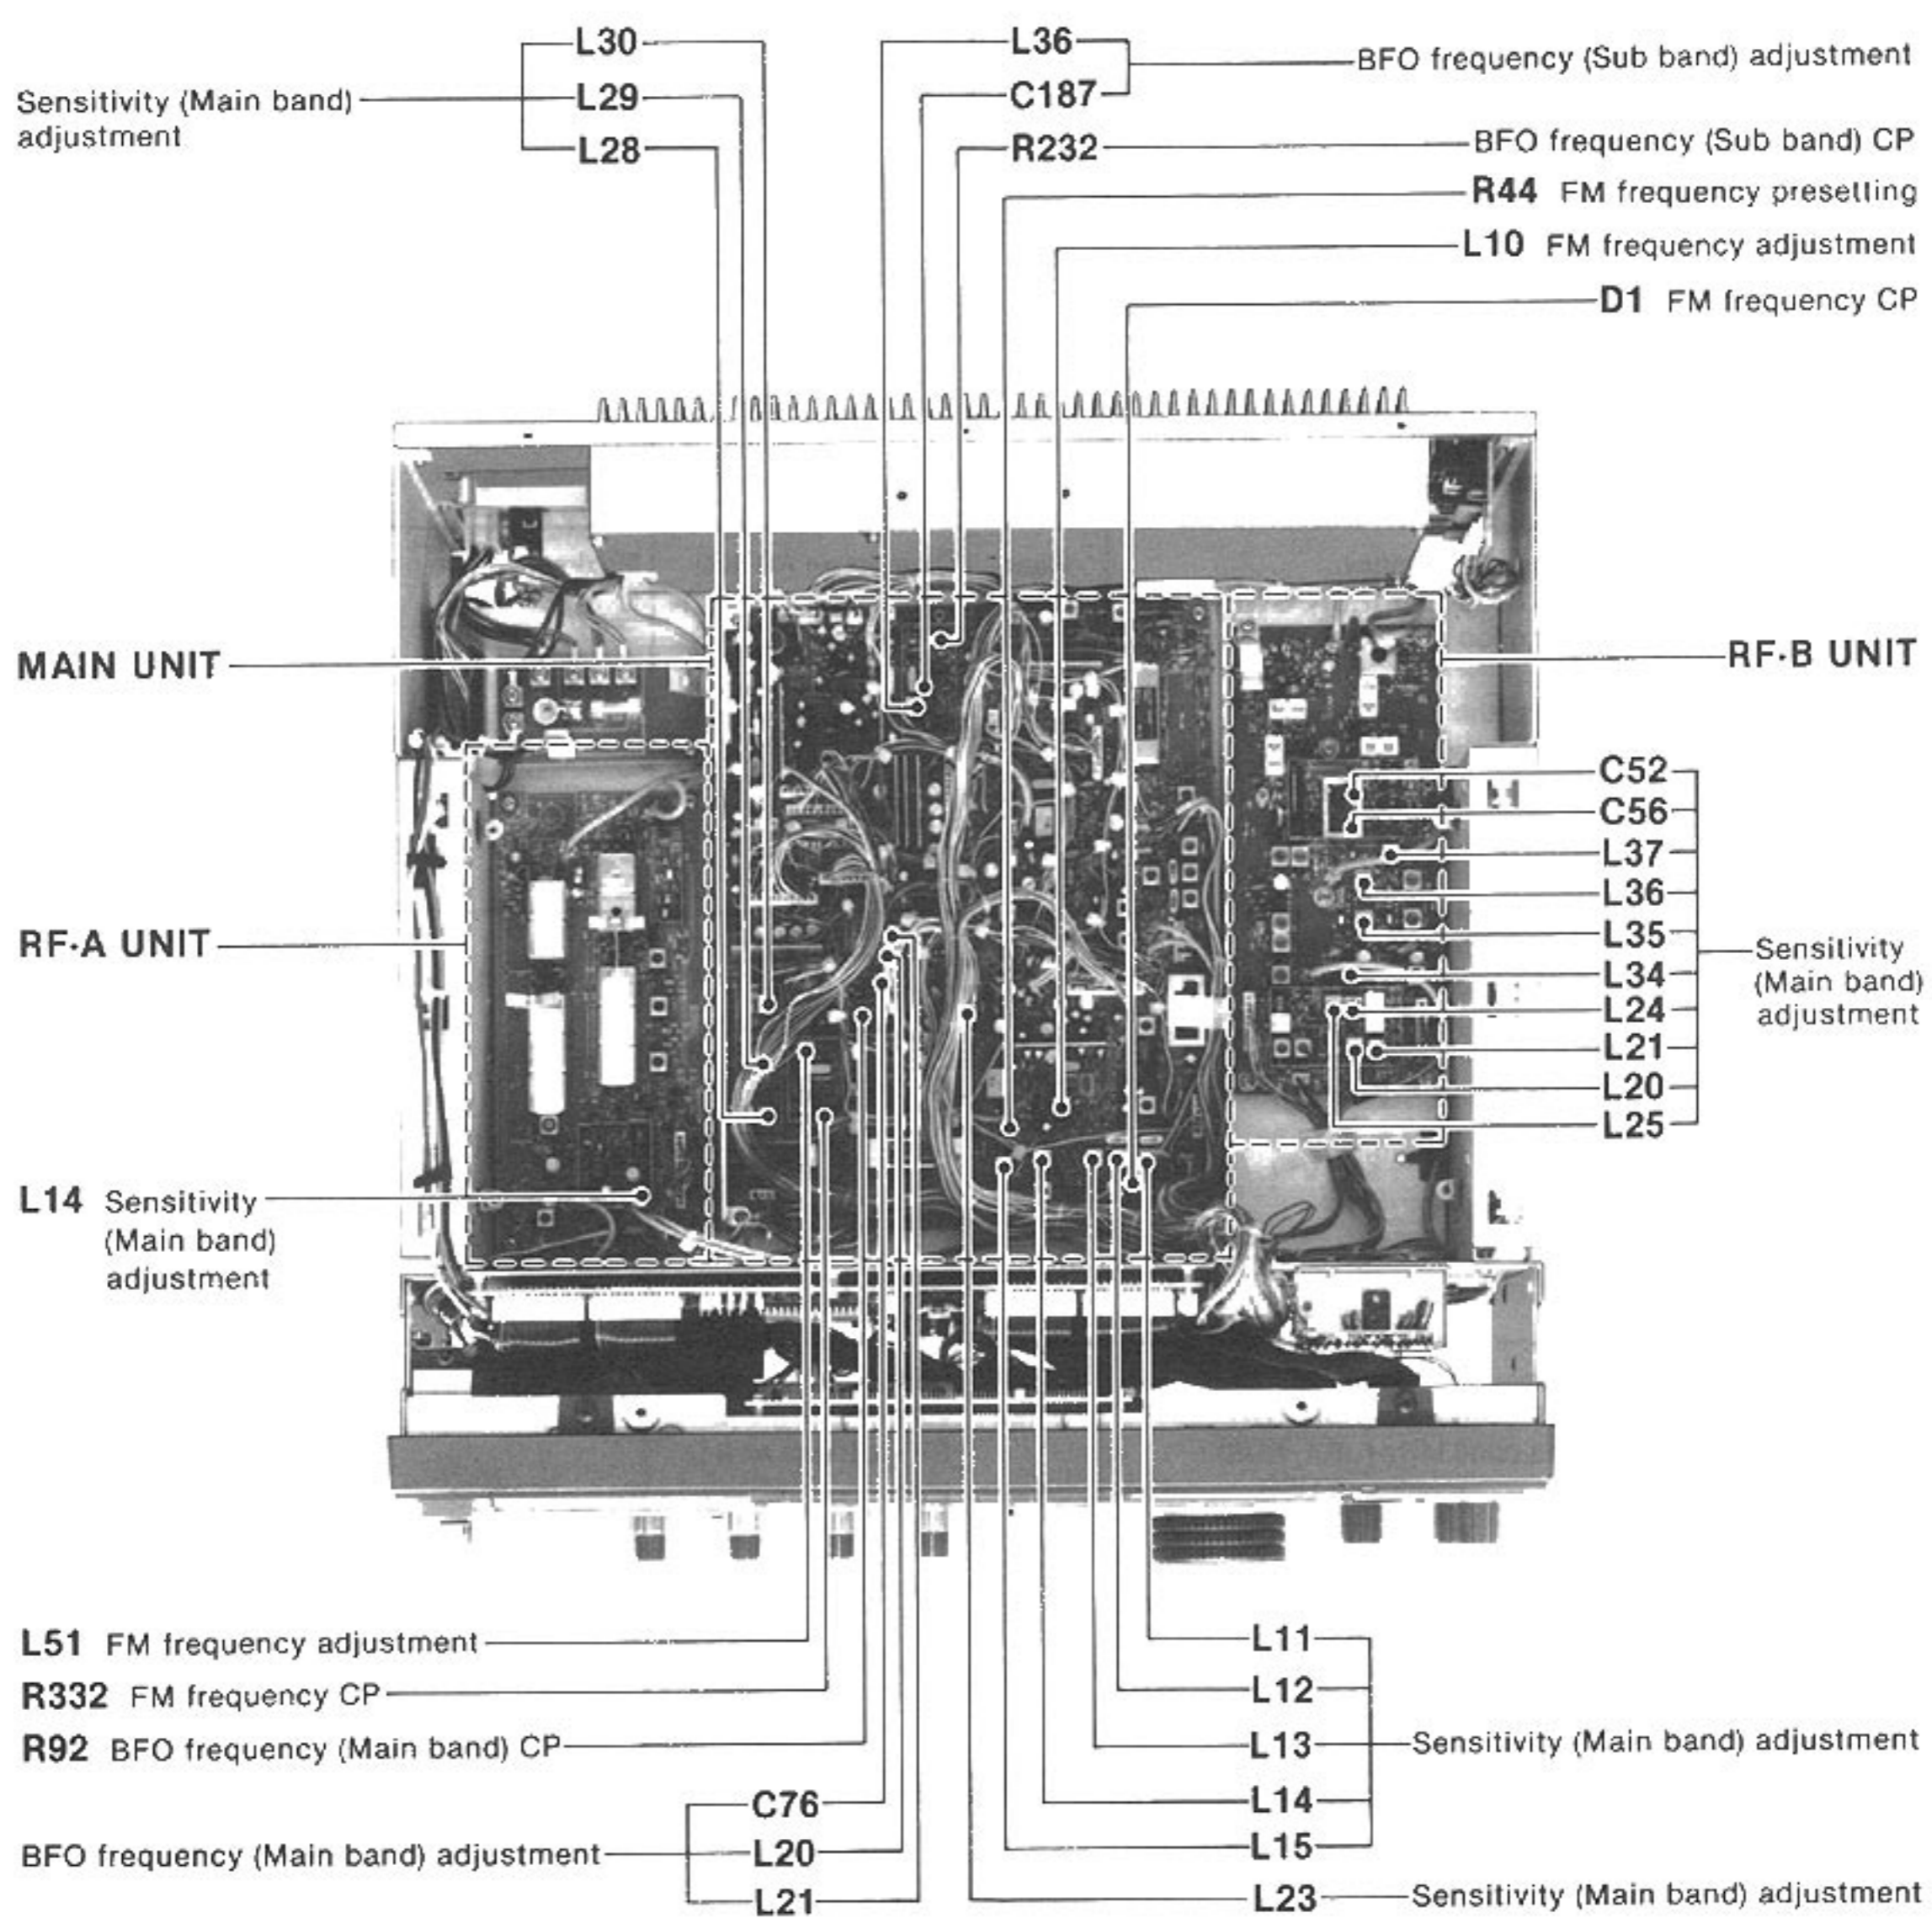 L30
L29
L28
Sensitivity (Main band)
adjustment
L36
C187
BFO frequency (Sub band) adjustment
R232 BFO frequency (Sub band) CP
R44 FM frequency presetting
L10 FM frequency adjustment
D1 FM frequency CP
MAIN UNIT
RF·B UNIT
RF·A UNIT
C52
C56
L37
L36
L35
L34
L24
L21
L20
L25
Sensitivity
(Main band)
adjustment
L14 Sensitivity
(Main band)
adjustment
L51 FM frequency adjustment
R332 FM frequency CP
R92 BFO frequency (Main band) CP
C76
L20
L21
BFO frequency (Main band) adjustment
L11
L12
L13
L14
L15
Sensitivity (Main band) adjustment
L23 Sensitivity (Main band) adjustment